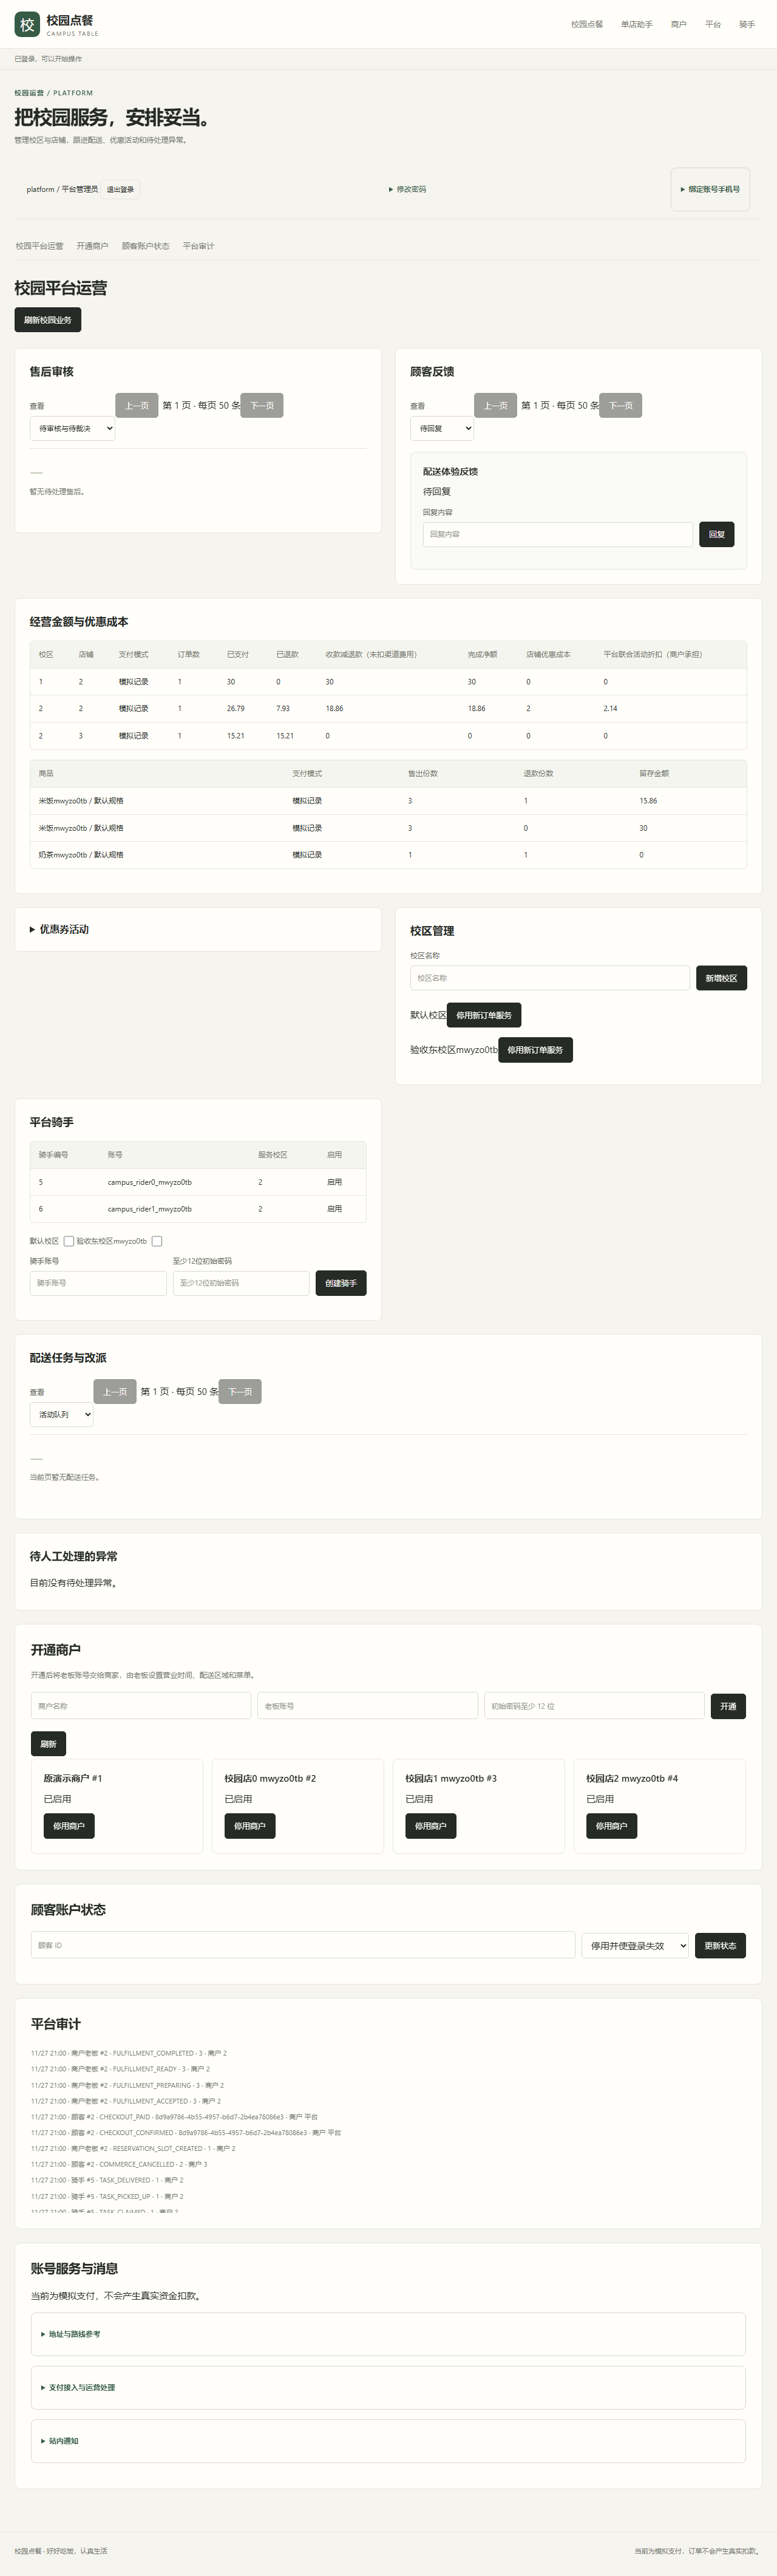 校
校园点餐
CAMPUS TABLE
校园点餐 单店助手 商户 平台 骑手
已登录，可以开始操作
校园运营 / PLATFORM
把校园服务，安排妥当。
管理校区与店铺，跟进配送、优惠活动和待处理异常。
platform / 平台管理员 退出登录
▶ 修改密码
▶ 绑定账号手机号
校园平台运营 开通商户 顾客账户状态 平台审计
校园平台运营
刷新校园业务
售后审核
查看
待审核与待裁决
上一页 第 1 页 · 每页 50 条 下一页
暂无待处理售后。
顾客反馈
查看
待回复
上一页 第 1 页 · 每页 50 条 下一页
配送体验反馈
待回复
回复内容
回复内容
回复
经营金额与优惠成本
校区 店铺 支付模式 订单数 已支付 已退款 收款减退款（未扣渠道费用） 完成净额 店铺优惠成本 平台联合活动折扣（商户承担）
1 2 模拟记录 1 30 0 30 30 0 0
2 2 模拟记录 1 26.79 7.93 18.86 18.86 2 2.14
2 3 模拟记录 1 15.21 15.21 0 0 0 0
商品 支付模式 售出份数 退款份数 留存金额
米饭mwyzo0tb / 默认规格 模拟记录 3 1 15.86
米饭mwyzo0tb / 默认规格 模拟记录 3 0 30
奶茶mwyzo0tb / 默认规格 模拟记录 1 1 0
▶ 优惠券活动
校区管理
校区名称
校区名称
新增校区
默认校区 停用新订单服务
验收东校区mwyzo0tb 停用新订单服务
平台骑手
骑手编号 账号 服务校区 启用
5 campus_rider0_mwyzo0tb 2 启用
6 campus_rider1_mwyzo0tb 2 启用
默认校区 验收东校区mwyzo0tb
骑手账号 至少12位初始密码
骑手账号 至少12位初始密码 创建骑手
配送任务与改派
查看
活动队列
上一页 第 1 页 · 每页 50 条 下一页
当前页暂无配送任务。
待人工处理的异常
目前没有待处理异常。
开通商户
开通后将老板账号交给商家，由老板设置营业时间、配送区域和菜单。
商户名称 老板账号 初始密码至少 12 位 开通
刷新
原演示商户 #1
已启用
停用商户
校园店0 mwyzo0tb #2
已启用
停用商户
校园店1 mwyzo0tb #3
已启用
停用商户
校园店2 mwyzo0tb #4
已启用
停用商户
顾客账户状态
顾客 ID 停用并使登录失效 更新状态
平台审计
11/27 21:00 · 商户老板 #2 · FULFILLMENT_COMPLETED · 3 · 商户 2
11/27 21:00 · 商户老板 #2 · FULFILLMENT_READY · 3 · 商户 2
11/27 21:00 · 商户老板 #2 · FULFILLMENT_PREPARING · 3 · 商户 2
11/27 21:00 · 商户老板 #2 · FULFILLMENT_ACCEPTED · 3 · 商户 2
11/27 21:00 · 顾客 #2 · CHECKOUT_PAID · 8d9a9786-4b55-4957-b6d7-2b4ea78086e3 · 商户 平台
11/27 21:00 · 顾客 #2 · CHECKOUT_CONFIRMED · 8d9a9786-4b55-4957-b6d7-2b4ea78086e3 · 商户 平台
11/27 21:00 · 商户老板 #2 · RESERVATION_SLOT_CREATED · 1 · 商户 2
11/27 21:00 · 顾客 #2 · COMMERCE_CANCELLED · 2 · 商户 3
11/27 21:00 · 骑手 #5 · TASK_DELIVERED · 1 · 商户 2
11/27 21:00 · 骑手 #5 · TASK_PICKED_UP · 1 · 商户 2
11/27 21:00 · 骑手 #5 · TASK_CLAIMED · 1 · 商户 2
账号服务与消息
当前为模拟支付，不会产生真实资金扣款。
▶ 地址与路线参考
▶ 支付接入与运营处理
▶ 站内通知
校园点餐 · 好好吃饭，认真生活
当前为模拟支付，订单不会产生真实扣款。